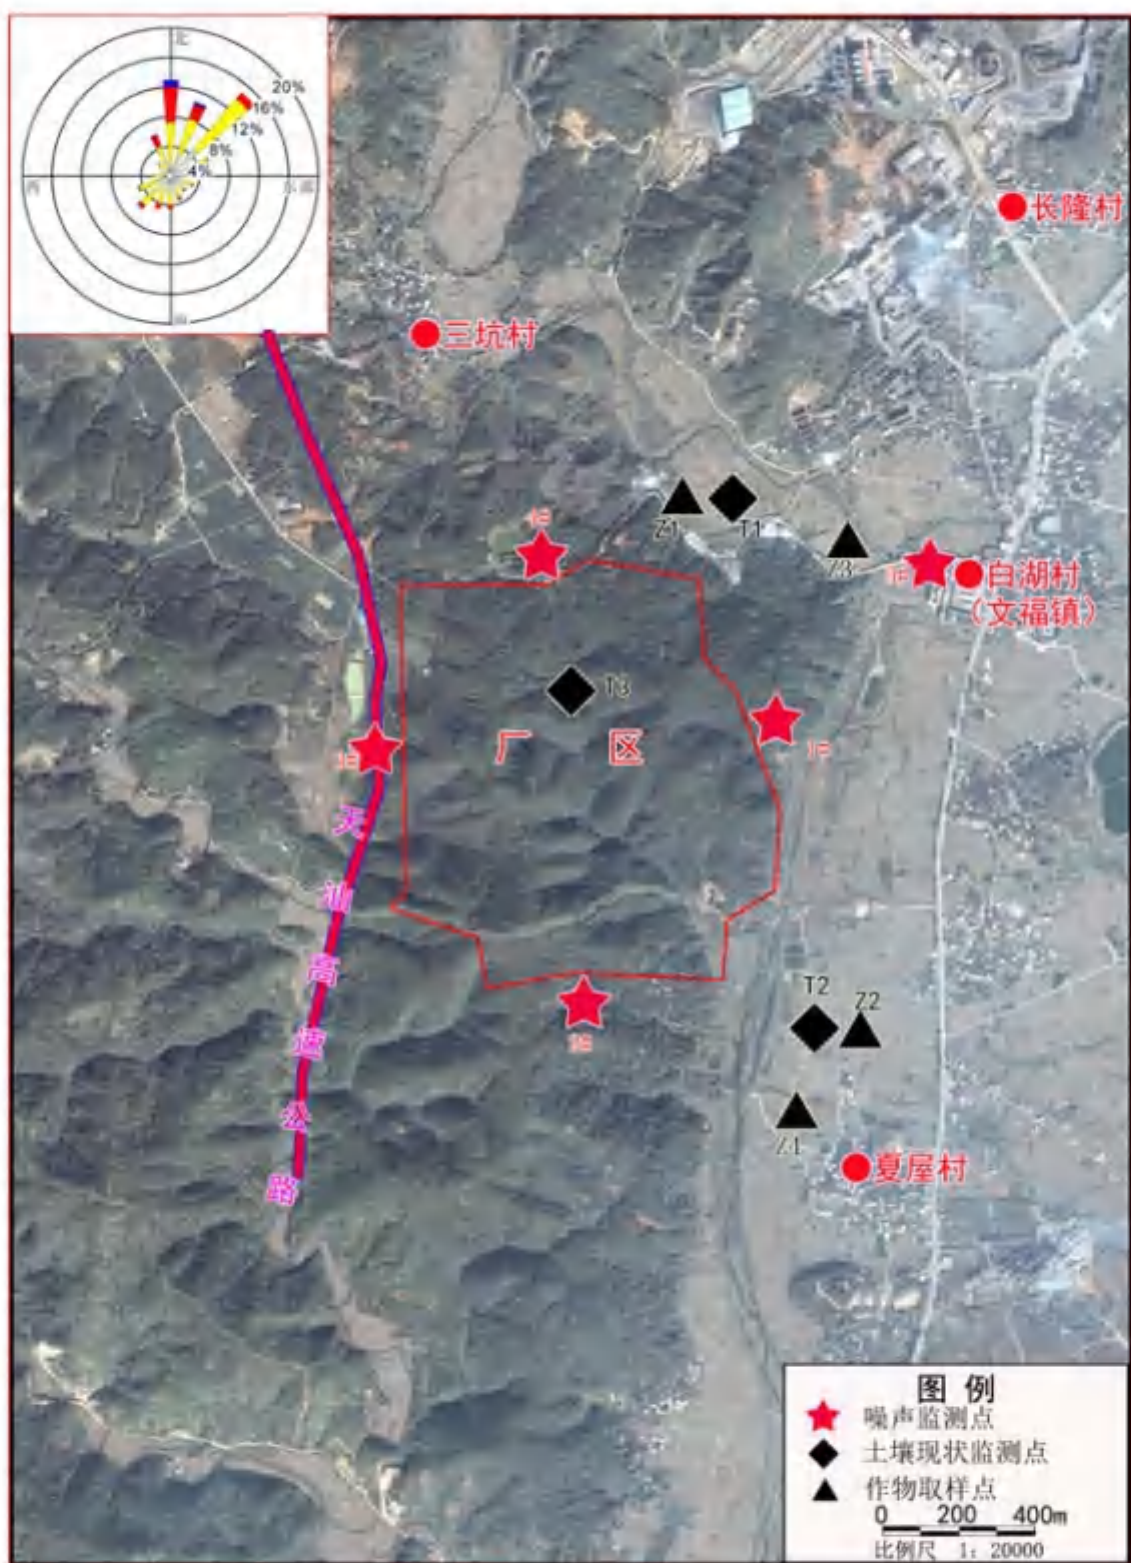 北
20%
16%
12%
8%
4%
西
东
南
长隆村
三坑村
Z1
T1
Z3
白湖村
(文福镇)
T3
厂 区
天汕高速公路
T2
Z2
Z4
夏屋村
图 例
噪声监测点
土壤现状监测点
作物取样点
0 200 400m
比例尺 1: 20000